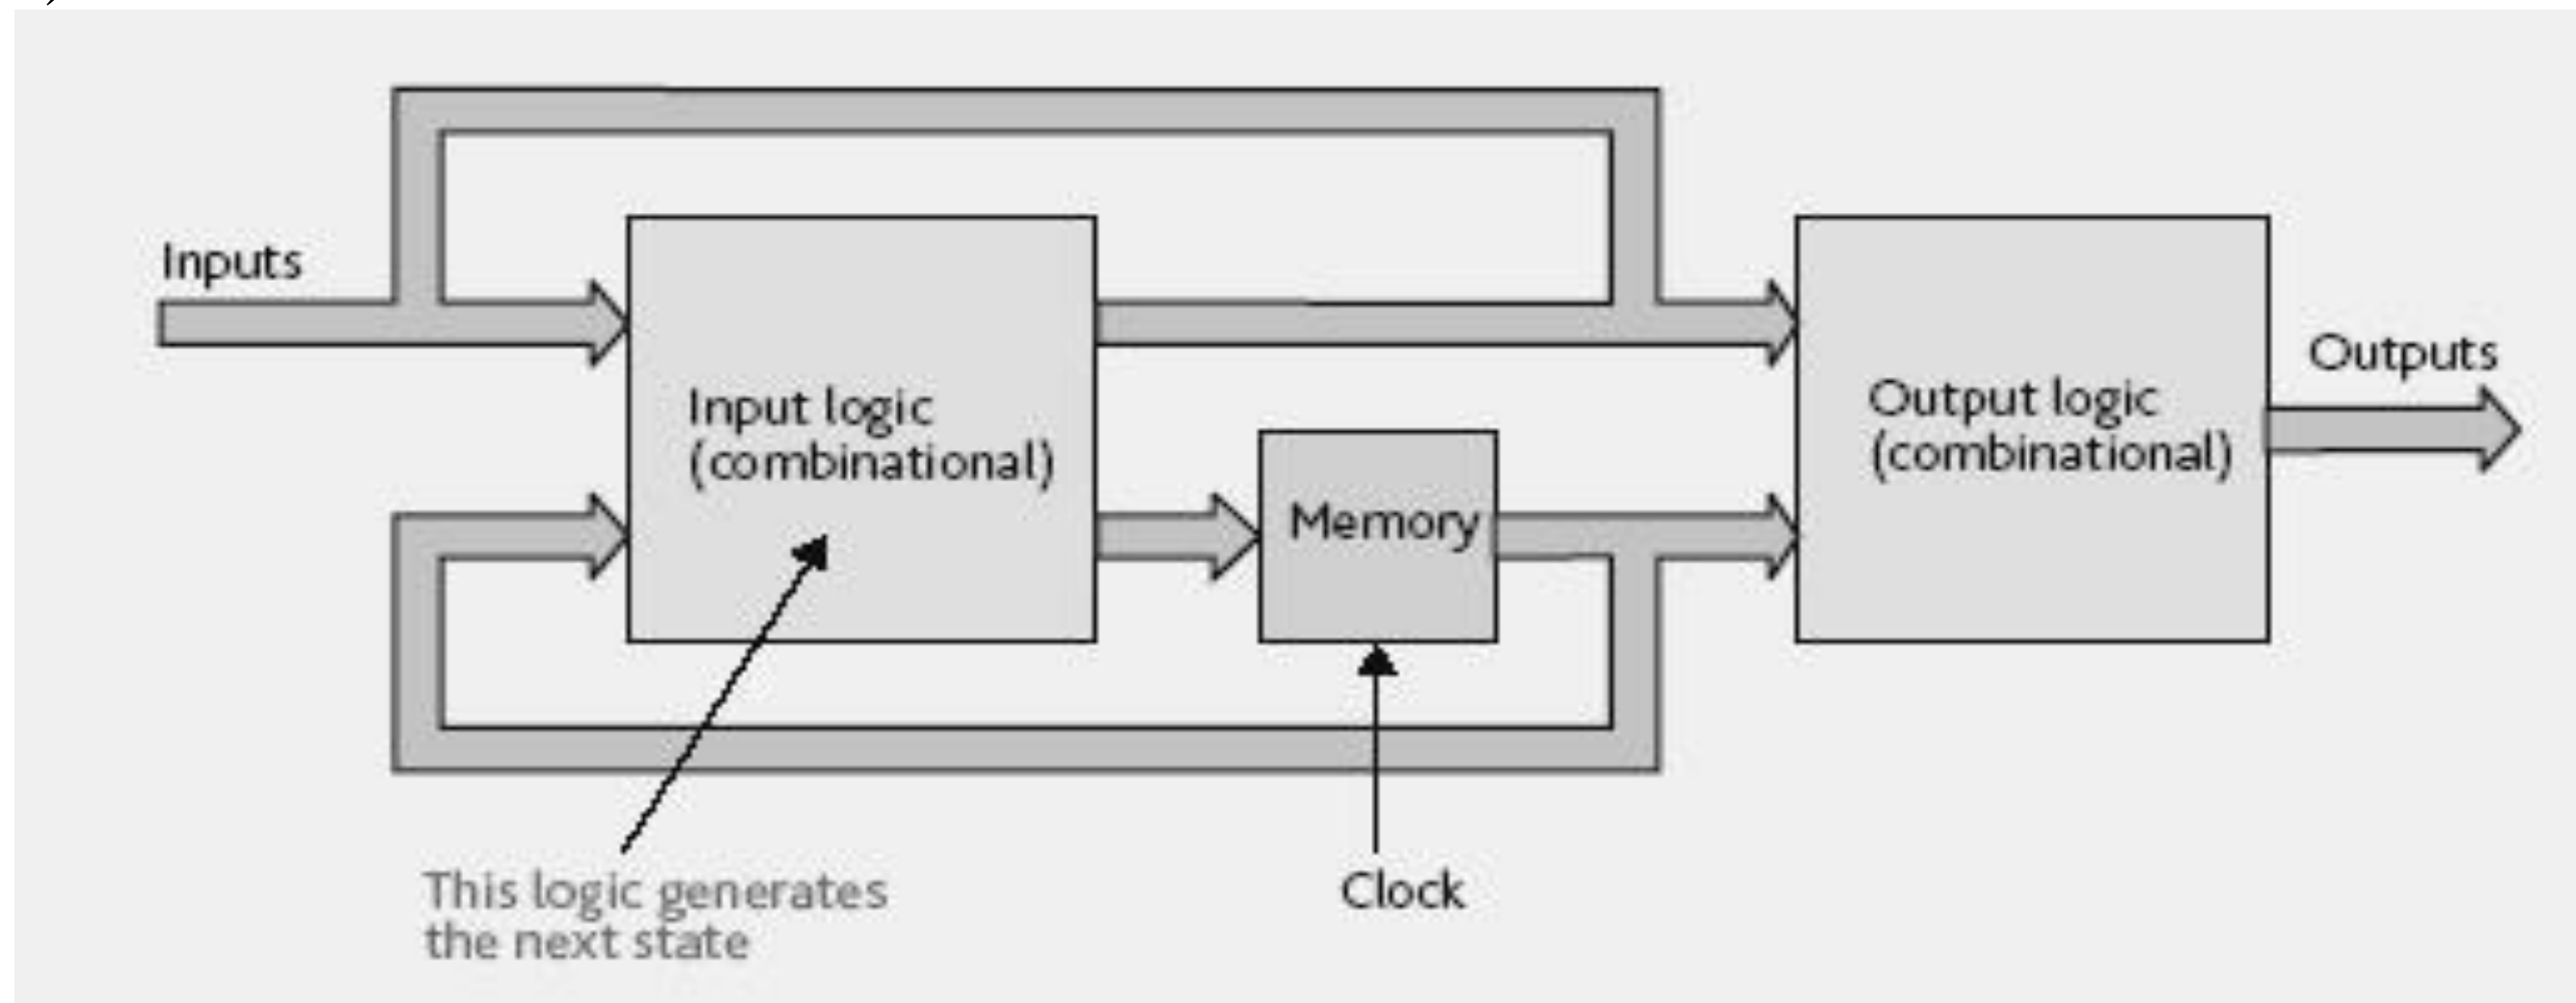 Inputs
Input logic
(combinational)
Memory
Output logic
(combinational)
Outputs
This logic generates
the next state
Clock